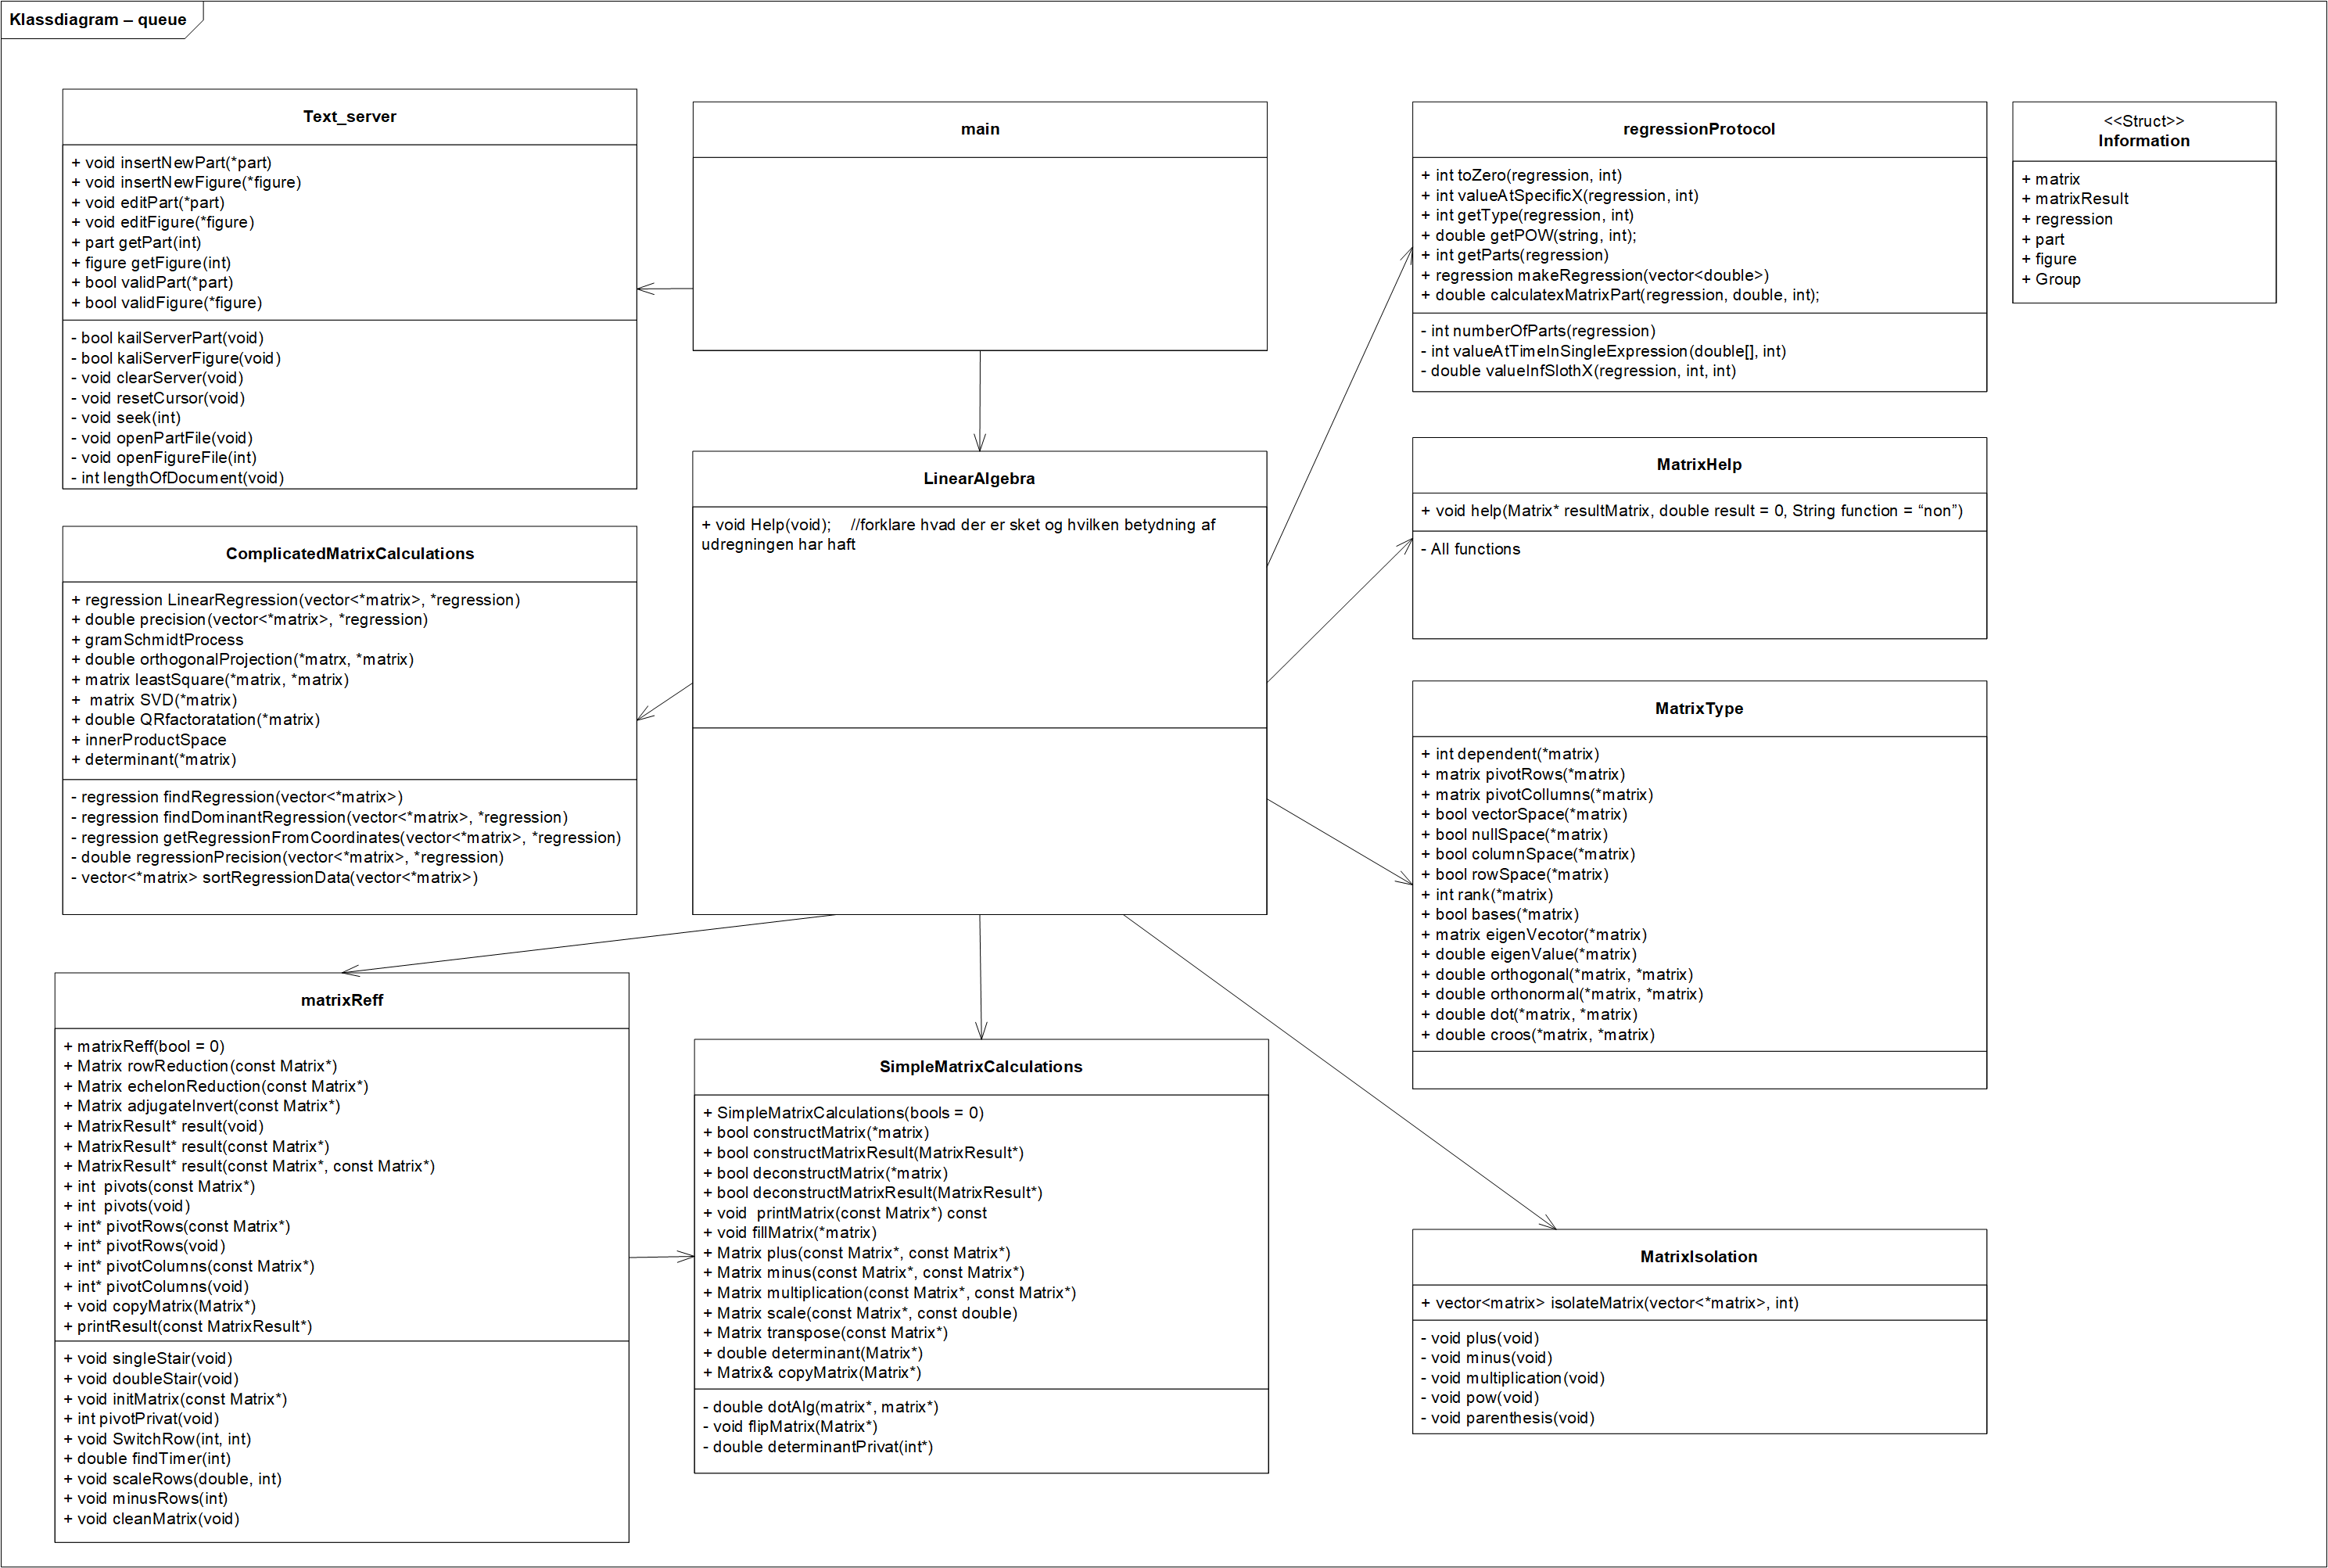 Klassdiagram – queue
Text_server
+ void insertNewPart(*part)
+ void insertNewFigure(*figure)
+ void editPart(*part)
+ void editFigure(*figure)
+ part getPart(int)
+ figure getFigure(int)
+ bool validPart(*part)
+ bool validFigure(*figure)
- bool kailServerPart(void)
- bool kaliServerFigure(void)
- void clearServer(void)
- void resetCursor(void)
- void seek(int)
- void openPartFile(void)
- void openFigureFile(int)
- int lengthOfDocument(void)
main
regressionProtocol
+ int toZero(regression, int)
+ int valueAtSpecificX(regression, int)
+ int getType(regression, int)
+ double getPOW(string, int);
+ int getParts(regression)
+ regression makeRegression(vector<double>)
+ double calculatexMatrixPart(regression, double, int);
- int numberOfParts(regression)
- int valueAtTimeInSingleExpression(double[], int)
- double valueInfSlothX(regression, int, int)
<<Struct>>
Information
+ matrix
+ matrixResult
+ regression
+ part
+ figure
+ Group
LinearAlgebra
+ void Help(void); //forklare hvad der er sket og hvilken betydning af
udregningen har haft
MatrixHelp
+ void help(Matrix* resultMatrix, double result = 0, String function = “non”)
- All functions
ComplicatedMatrixCalculations
+ regression LinearRegression(vector<*matrix>, *regression)
+ double precision(vector<*matrix>, *regression)
+ gramSchmidtProcess
+ double orthogonalProjection(*matrx, *matrix)
+ matrix leastSquare(*matrix, *matrix)
+  matrix SVD(*matrix)
+ double QRfactoratation(*matrix)
+ innerProductSpace
+ determinant(*matrix)
- regression findRegression(vector<*matrix>)
- regression findDominantRegression(vector<*matrix>, *regression)
- regression getRegressionFromCoordinates(vector<*matrix>, *regression)
- double regressionPrecision(vector<*matrix>, *regression)
- vector<*matrix> sortRegressionData(vector<*matrix>)
MatrixType
+ int dependent(*matrix)
+ matrix pivotRows(*matrix)
+ matrix pivotCollumns(*matrix)
+ bool vectorSpace(*matrix)
+ bool nullSpace(*matrix)
+ bool columnSpace(*matrix)
+ bool rowSpace(*matrix)
+ int rank(*matrix)
+ bool bases(*matrix)
+ matrix eigenVecotor(*matrix)
+ double eigenValue(*matrix)
+ double orthogonal(*matrix, *matrix)
+ double orthonormal(*matrix, *matrix)
+ double dot(*matrix, *matrix)
+ double croos(*matrix, *matrix)
matrixReff
+ matrixReff(bool = 0)
+ Matrix rowReduction(const Matrix*)
+ Matrix echelonReduction(const Matrix*)
+ Matrix adjugateInvert(const Matrix*)
+ MatrixResult* result(void)
+ MatrixResult* result(const Matrix*)
+ MatrixResult* result(const Matrix*, const Matrix*)
+ int  pivots(const Matrix*)
+ int  pivots(void)
+ int* pivotRows(const Matrix*)
+ int* pivotRows(void)
+ int* pivotColumns(const Matrix*)
+ int* pivotColumns(void)
+ void copyMatrix(Matrix*)
+ printResult(const MatrixResult*)
+ void singleStair(void)
+ void doubleStair(void)
+ void initMatrix(const Matrix*)
+ int pivotPrivat(void)
+ void SwitchRow(int, int)
+ double findTimer(int)
+ void scaleRows(double, int)
+ void minusRows(int)
+ void cleanMatrix(void)
SimpleMatrixCalculations
+ SimpleMatrixCalculations(bools = 0)
+ bool constructMatrix(*matrix)
+ bool constructMatrixResult(MatrixResult*)
+ bool deconstructMatrix(*matrix)
+ bool deconstructMatrixResult(MatrixResult*)
+ void  printMatrix(const Matrix*) const
+ void fillMatrix(*matrix)
+ Matrix plus(const Matrix*, const Matrix*)
+ Matrix minus(const Matrix*, const Matrix*)
+ Matrix multiplication(const Matrix*, const Matrix*)
+ Matrix scale(const Matrix*, const double)
+ Matrix transpose(const Matrix*)
+ double determinant(Matrix*)
+ Matrix& copyMatrix(Matrix*)
- double dotAlg(matrix*, matrix*)
- void flipMatrix(Matrix*)
- double determinantPrivat(int*)
MatrixIsolation
+ vector<matrix> isolateMatrix(vector<*matrix>, int)
- void plus(void)
- void minus(void)
- void multiplication(void)
- void pow(void)
- void parenthesis(void)